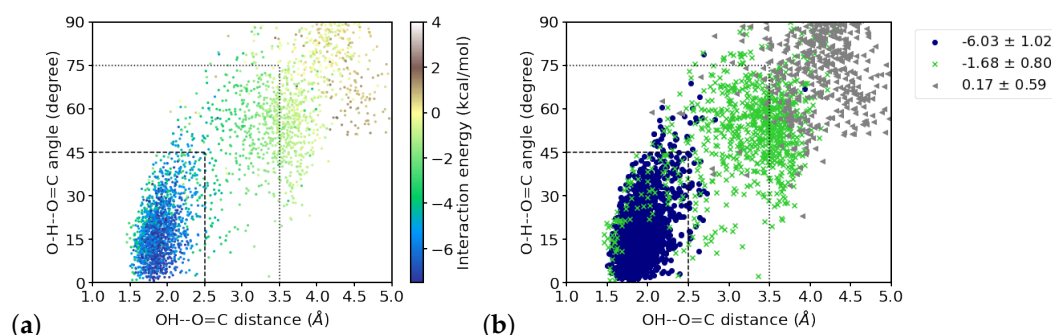 90
75
60
45
30
15
0
O-H--O=C angle (degree)
1.0 1.5 2.0 2.5 3.0 3.5 4.0 4.5 5.0
OH--O=C distance (Å)
(a)
4
2
0
−2
−4
−6
Interaction energy (kcal/mol)
90
75
60
45
30
15
0
O-H--O=C angle (degree)
1.0 1.5 2.0 2.5 3.0 3.5 4.0 4.5 5.0
OH--O=C distance (Å)
(b)
-6.03 ± 1.02
-1.68 ± 0.80
0.17 ± 0.59